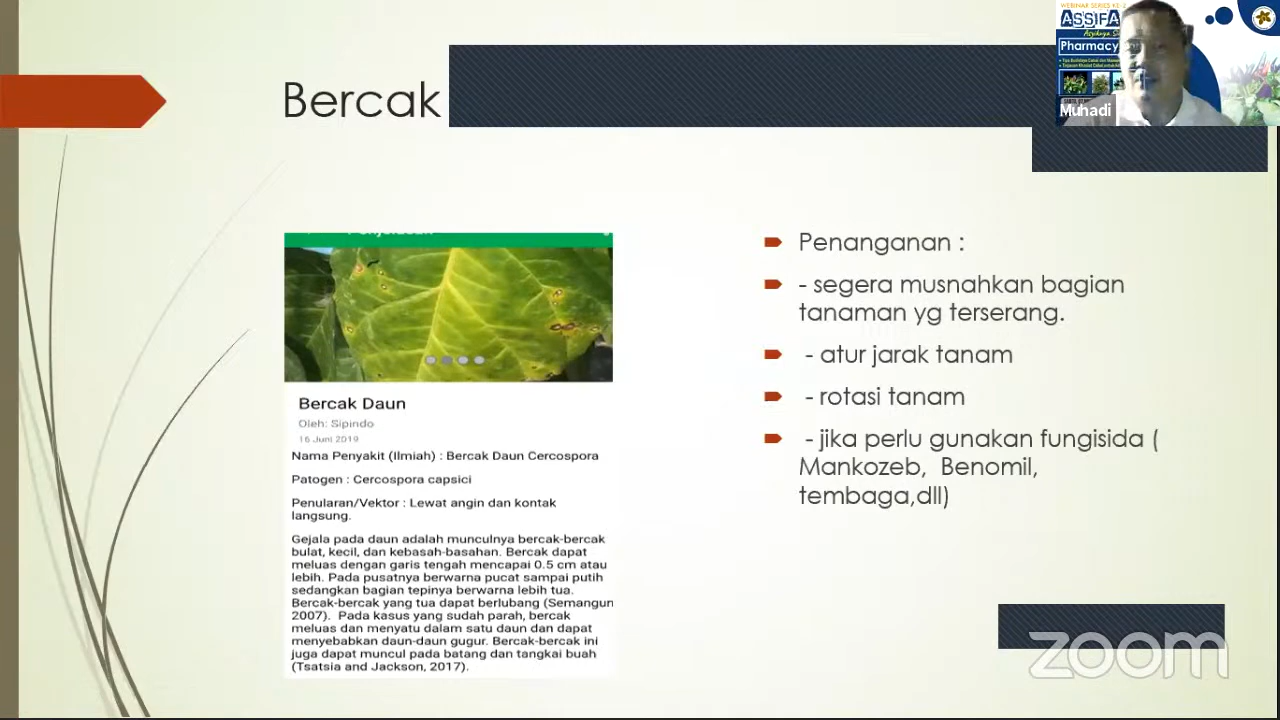 WEBINAR SERIES KE-2
ASSIFA
Pharmacy
Muhadi
Bercak
Bercak Daun
Oleh: Sipindo
16 Juni 2019
Nama Penyakit (Ilmiah) : Bercak Daun Cercospora
Patogen : Cercospora capsici
Penularan/Vektor : Lewat angin dan kontak
langsung.
Gejala pada daun adalah munculnya bercak-bercak
bulat, kecil, dan kebasah-basahan. Bercak dapat
meluas dengan garis tengah mencapai 0.5 cm atau
lebih. Pada pusatnya berwarna pucat sampai putih
sedangkan bagian tepinya berwarna lebih tua.
Bercak-bercak yang tua dapat berlubang (Semangun
2007). Pada kasus yang sudah parah, bercak
meluas dan menyatu dalam satu daun dan dapat
menyebabkan daun-daun gugur. Bercak-bercak ini
juga dapat muncul pada batang dan tangkai buah
(Tsatsia and Jackson, 2017).
Penanganan :
- segera musnahkan bagian
tanaman yg terserang.
- atur jarak tanam
- rotasi tanam
- jika perlu gunakan fungisida (
Mankozeb, Benomil,
tembaga,dll)
zoom